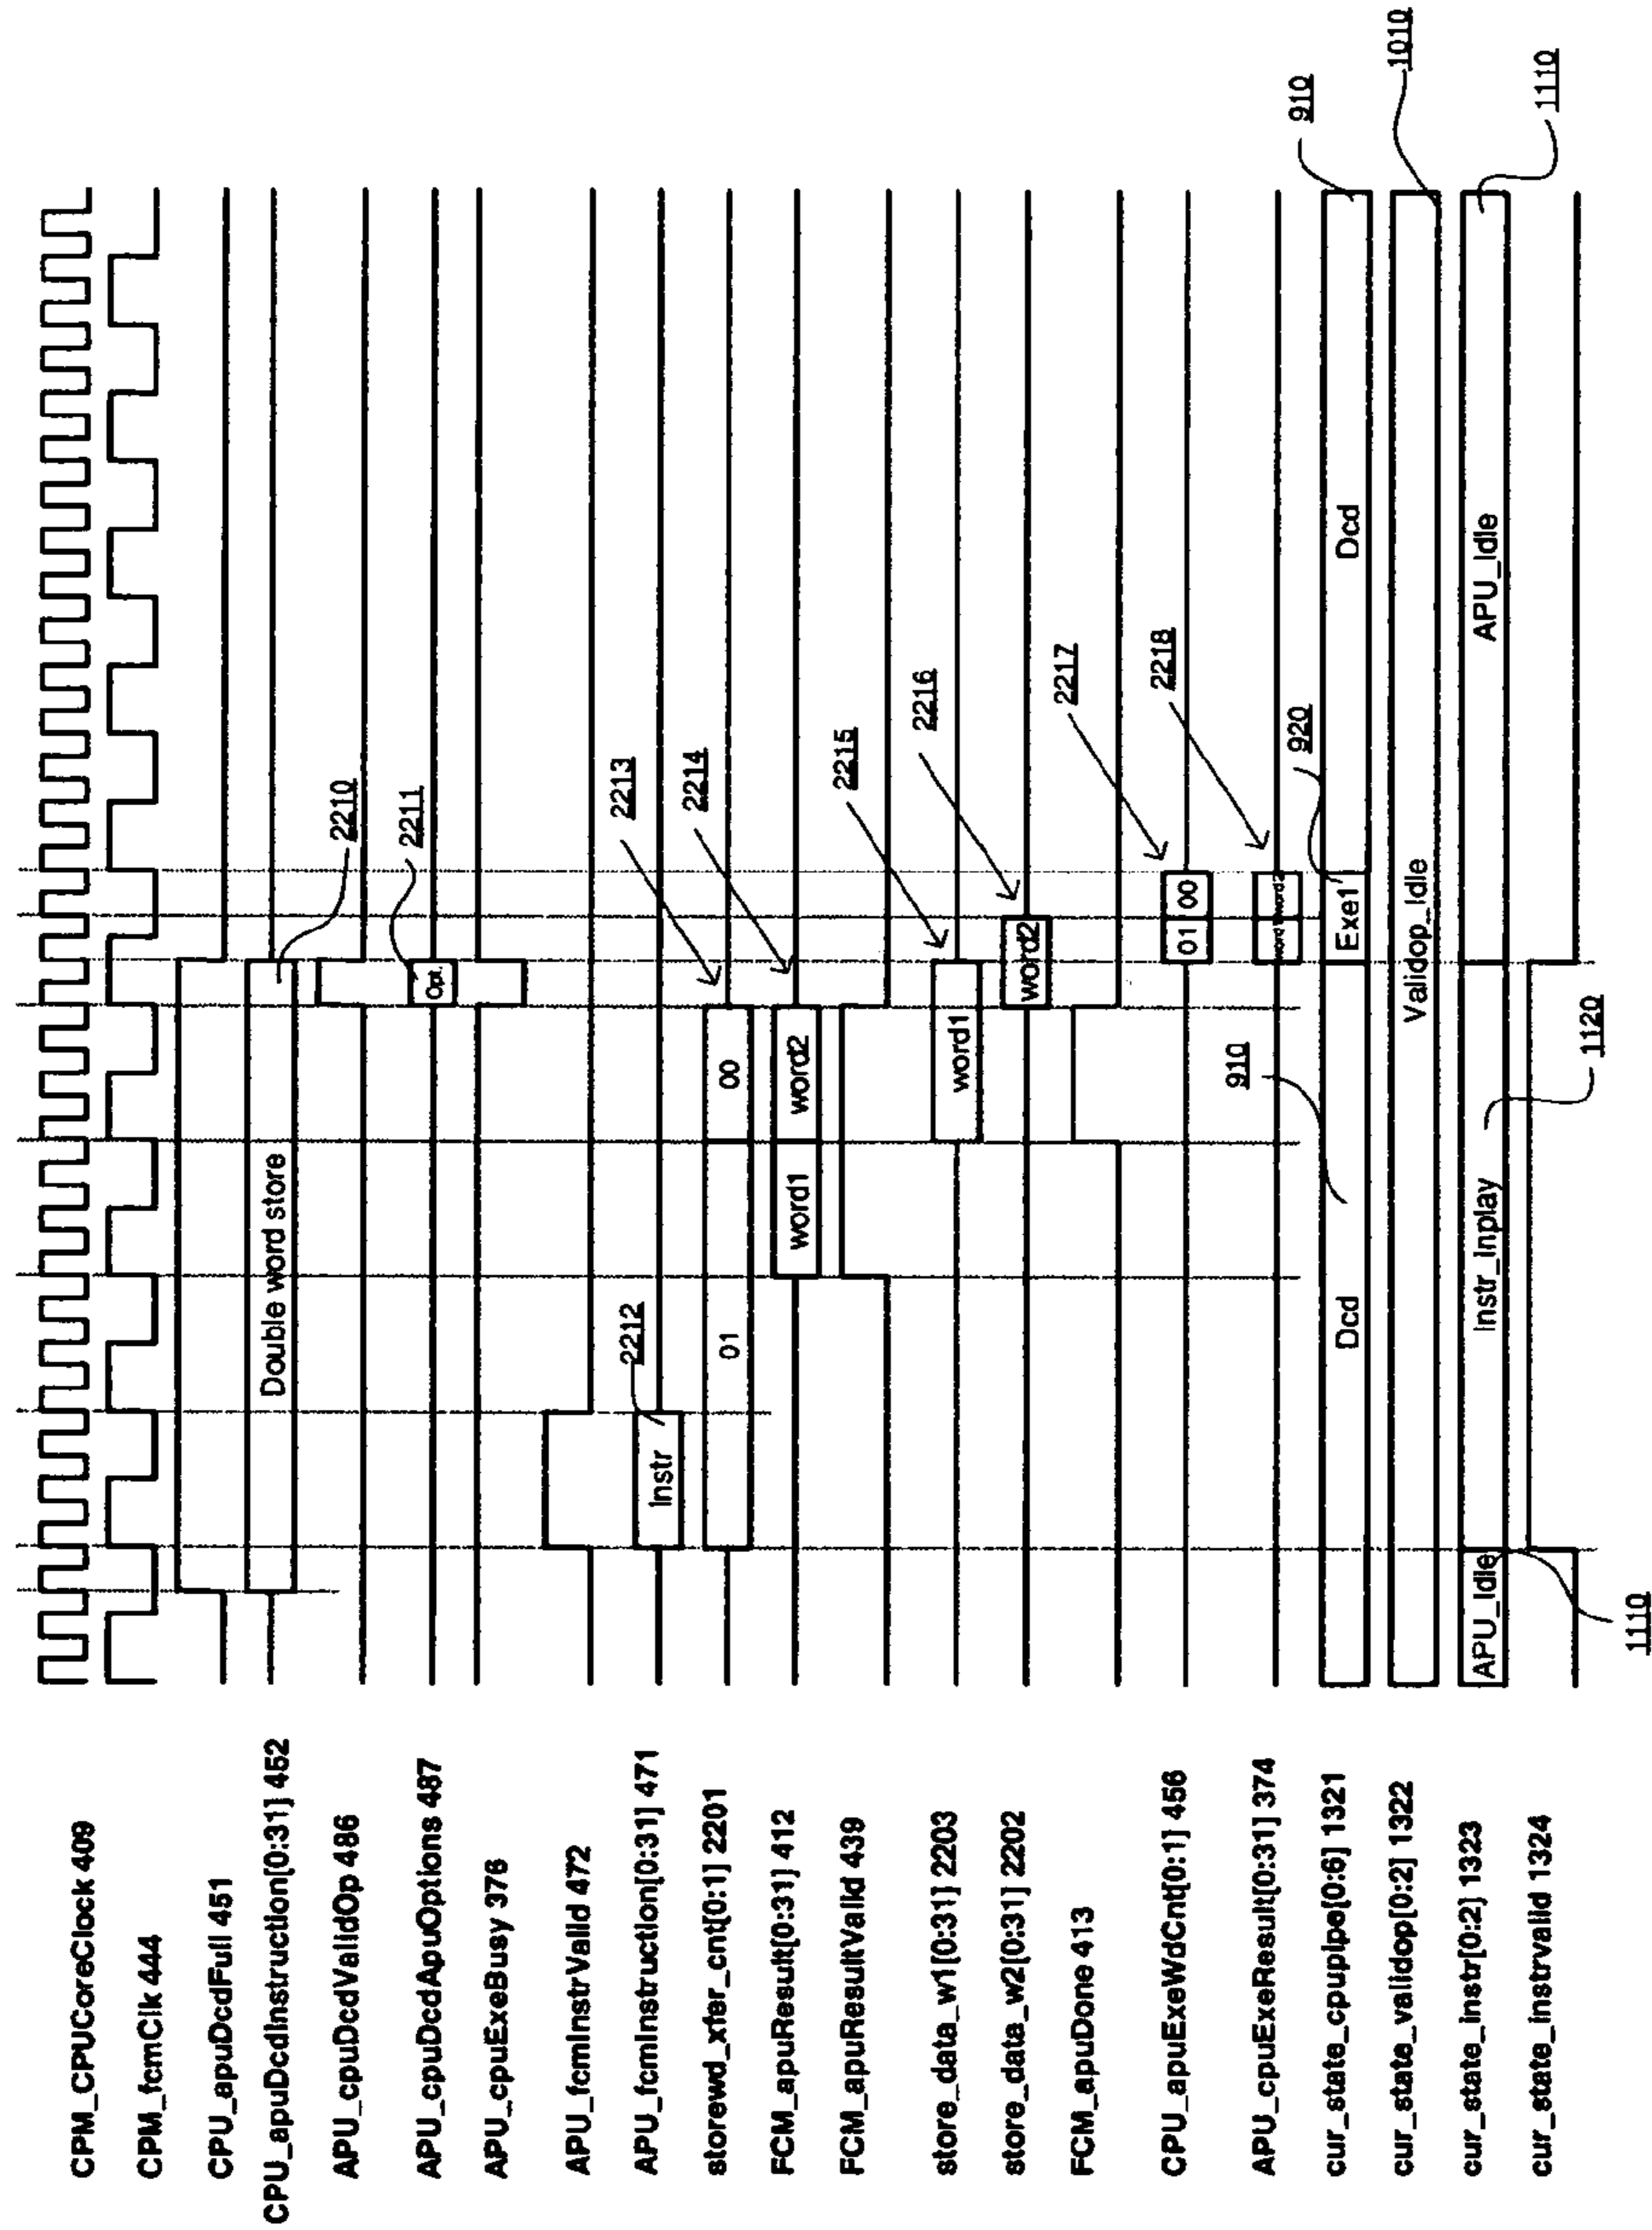 CPM_CPUCoreClock 409
CPM_fcmClk 444
CPU_apuDcdFull 451
CPU_apuDcdInstruction[0:31] 452
Double word store
2210
APU_cpuDcdValidOp 486
APU_cpuDcdApuOptions 487
Opt.
2211
APU_cpuExeBusy 376
APU_fcmInstrValid 472
APU_fcmInstruction[0:31] 471
Instr
2212
storewd_xfer_cnt[0:1] 2201
01
00
2213
FCM_apuResult[0:31] 412
word1
word2
2214
FCM_apuResultValid 439
store_data_w1[0:31] 2203
word1
2215
store_data_w2[0:31] 2202
word2
2216
FCM_apuDone 413
CPU_apuExeWdCnt[0:1] 456
01
00
2217
APU_cpuExeResult[0:31] 374
word 1
word2
2218
cur_state_cpupipe[0:6] 1321
Dcd
910
Exe1
920
Dcd
910
cur_state_validop[0:2] 1322
Validop_Idle
1010
cur_state_instr[0:2] 1323
APU_Idle
Instr_Inplay
APU_Idle
1110
cur_state_instrvalid 1324
1110
1120